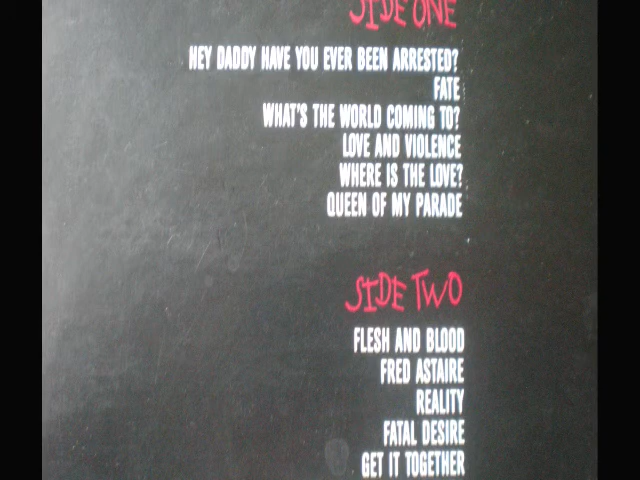 SIDE ONE
HEY DADDY HAVE YOU EVER BEEN ARRESTED?
FATE
WHAT'S THE WORLD COMING TO?
LOVE AND VIOLENCE
WHERE IS THE LOVE?
QUEEN OF MY PARADE
SIDE TWO
FLESH AND BLOOD
FRED ASTAIRE
REALITY
FATAL DESIRE
GET IT TOGETHER